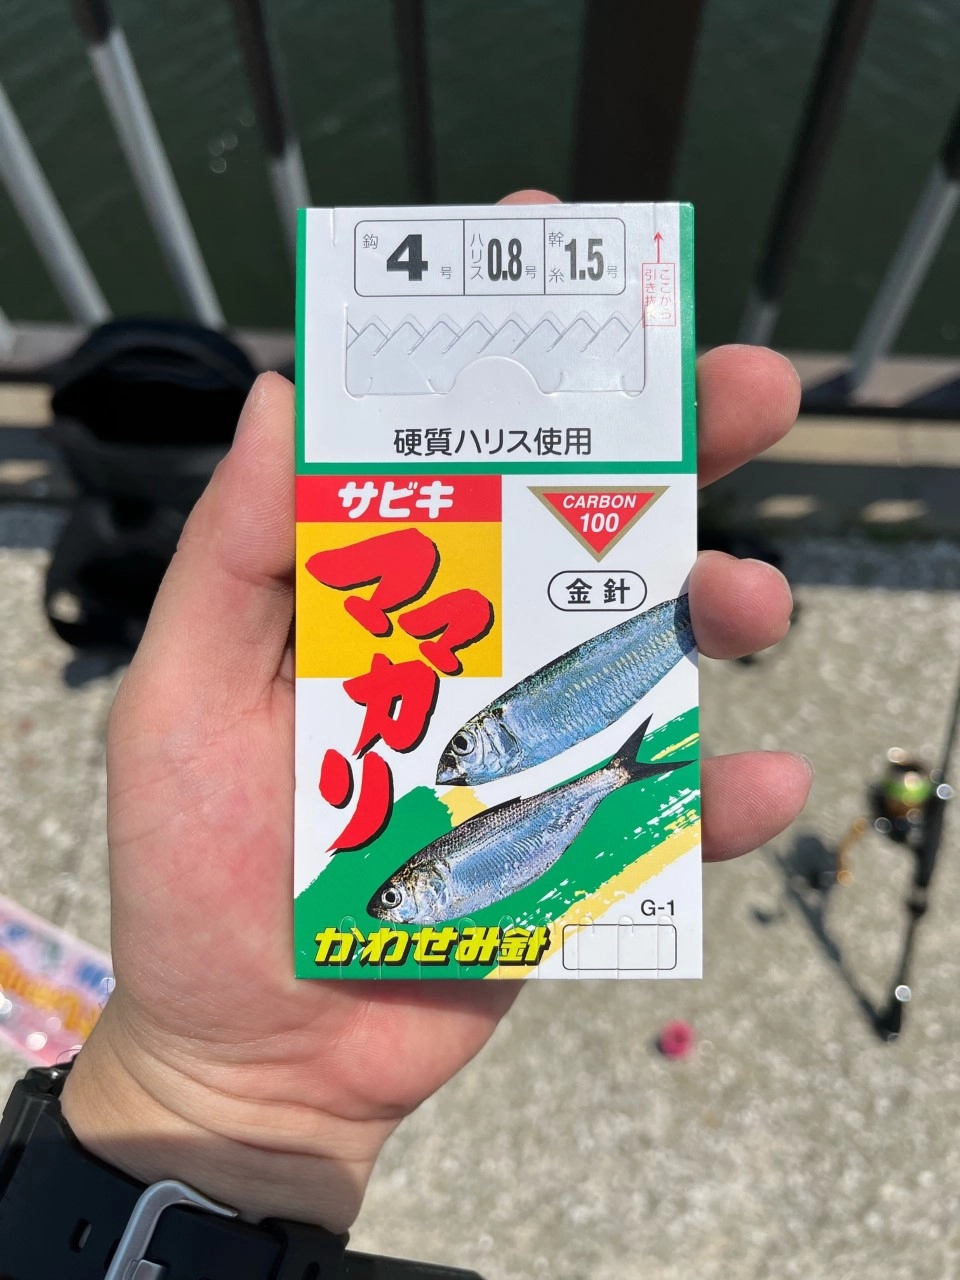 鈎 4 号 ハリス 0.8 号 幹糸 1.5 号
ここから
引き抜く
硬質ハリス使用
サビキ
ママカリ
CARBON
100
金針
G-1
かわせみ針